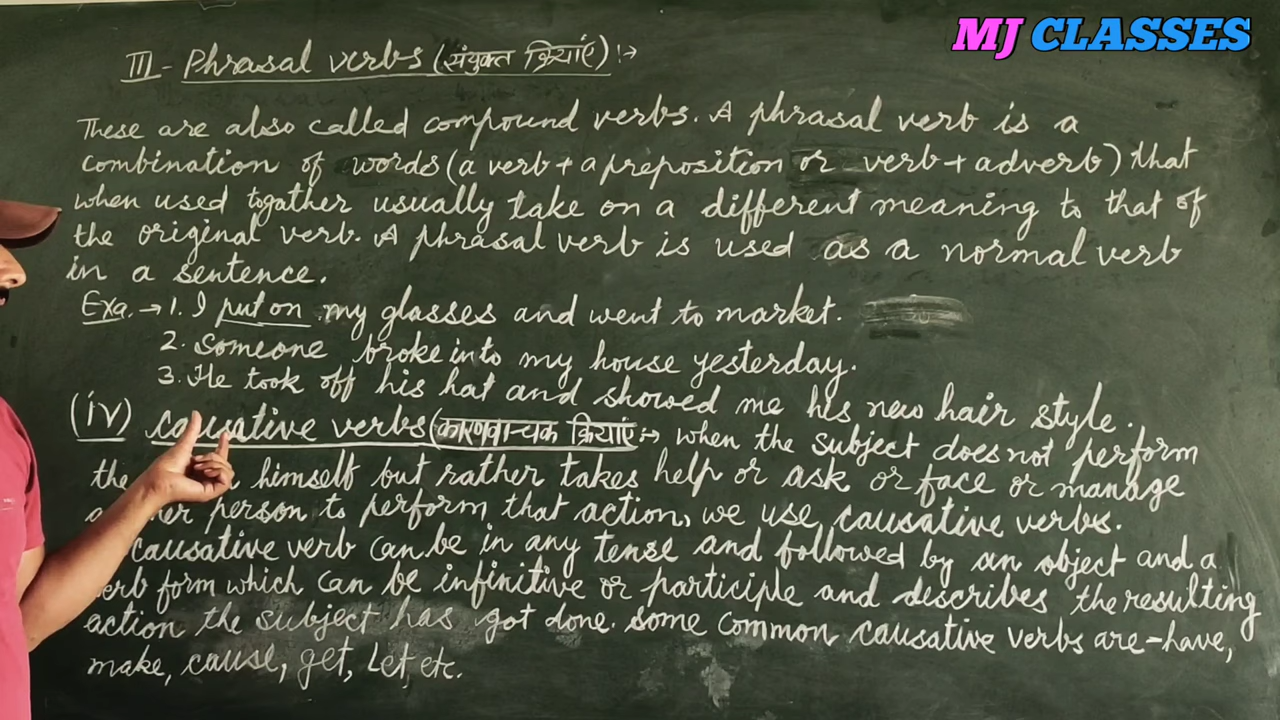 MJ CLASSES
III- Phrasal verbs (संयुक्त क्रियाएं) :→
These are also called compound verbs. A phrasal verb is a
combination of words (a verb + a preposition or verb + adverb) that
when used togather usually take on a different meaning to that of
the original verb. A phrasal verb is used as a normal verb
in a sentence.
Exa. → 1. I put on my glasses and went to market.
2. Someone broke into my house yesterday.
3. He took off his hat and showed me his new hair style.
(iv) causative verbs (कारणवाच्यक क्रियाएं :→ when the subject does not perform
the himself but rather takes help or ask or face or manage
person to perform that action, we use causative verbs.
causative verb can be in any tense and followed by an object and a
form which can be infinitive or participle and describes the resulting
action the subject has got done. some common causative verbs are-have,
make, cause, get, Let, etc.